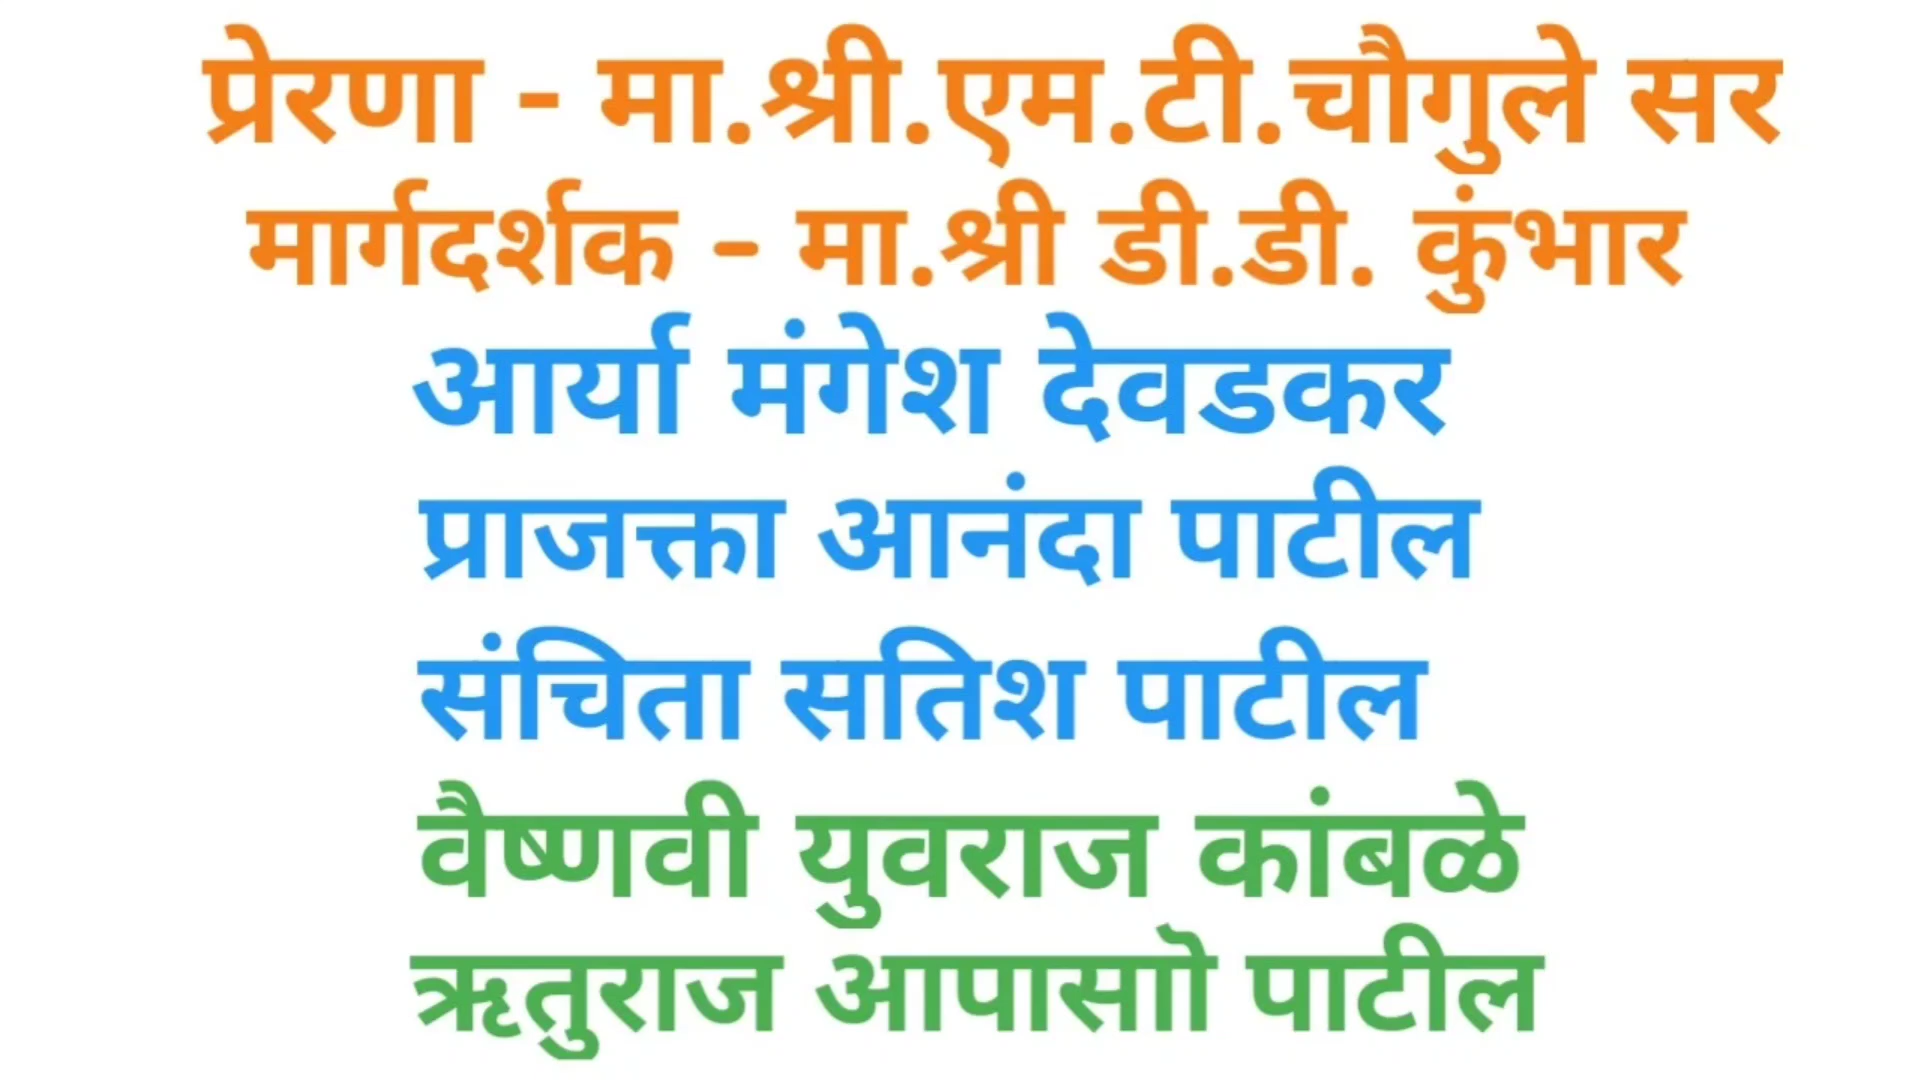 प्रेरणा - मा.श्री.एम.टी.चौगुले सर
मार्गदर्शक - मा.श्री डी.डी. कुंभार
आर्या मंगेश देवडकर
प्राजक्ता आनंदा पाटील
संचिता सतिश पाटील
वैष्णवी युवराज कांबळे
ऋतुराज आपासाॊ पाटील